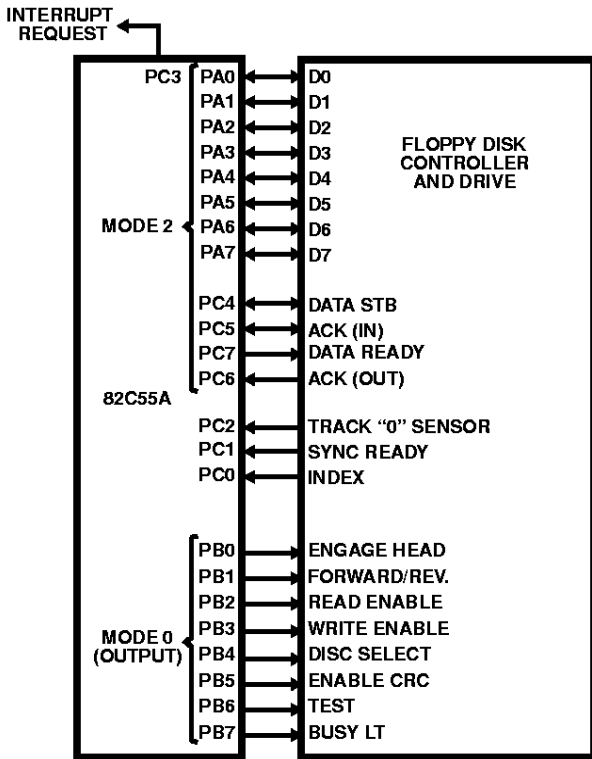 INTERRUPT
REQUEST
PC3 PA0 D0
PA1 D1
PA2 D2
PA3 D3
PA4 D4
PA5 D5
MODE 2 PA6 D6
PA7 D7
FLOPPY DISK
CONTROLLER
AND DRIVE
PC4 DATA STB
PC5 ACK (IN)
PC7 DATA READY
PC6 ACK (OUT)
82C55A
PC2 TRACK “0” SENSOR
PC1 SYNC READY
PC0 INDEX
PB0 ENGAGE HEAD
PB1 FORWARD/REV.
PB2 READ ENABLE
PB3 WRITE ENABLE
MODE 0
(OUTPUT)
PB4 DISC SELECT
PB5 ENABLE CRC
PB6 TEST
PB7 BUSY LT